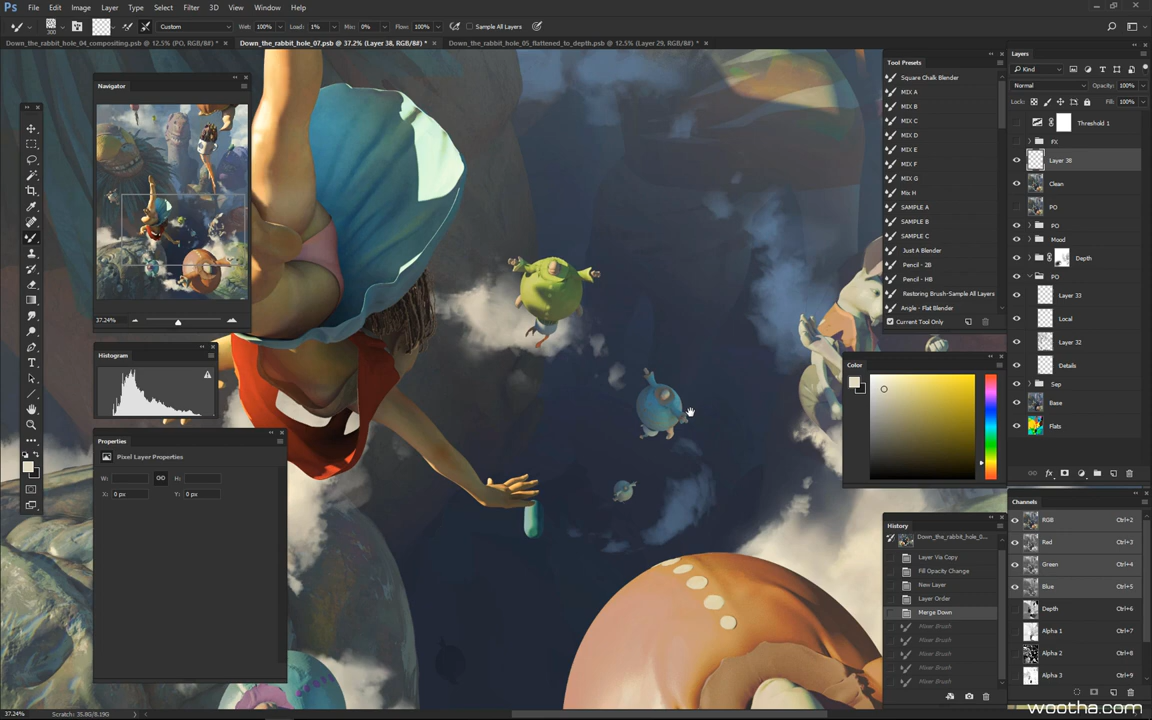 Ps File Edit Image Layer Type Select Filter 3D View Window Help
300 Custom Wet: 100% Load: 1% Mix: 0% Flow: 100% Sample All Layers
Down_the_rabbit_hole_04_compositing.psb @ 12.5% (PO, RGB/8#) * ×
Down_the_rabbit_hole_07.psb @ 37.2% (Layer 38, RGB/8#) * ×
Down_the_rabbit_hole_05_flattened_to_depth.psb @ 12.5% (Layer 29, RGB/8#) * ×
Navigator
37.24%
Histogram
Properties
Pixel Layer Properties
W: H:
X: 0 px Y: 0 px
Tool Presets
Square Chalk Blender
MIX A
MIX B
MIX C
MIX D
MIX E
MIX F
MIX G
Mix H
SAMPLE A
SAMPLE B
SAMPLE C
Just A Blender
Pencil - 2B
Pencil - HB
Restoring Brush-Sample All Layers
Angle - Flat Blender
Current Tool Only
Color
History
Down_the_rabbit_hole_0...
Layer Via Copy
Fill Opacity Change
New Layer
Layer Order
Merge Down
Mixer Brush
Mixer Brush
Mixer Brush
Mixer Brush
Mixer Brush
Layers
Kind
Normal Opacity: 100%
Lock: Fill: 100%
Threshold 1
FX
Layer 38
Clean
PO
PO
Mood
Depth
PO
Layer 33
Local
Layer 32
Details
Sep
Base
Flats
fx
Channels
RGB Ctrl+2
Red Ctrl+3
Green Ctrl+4
Blue Ctrl+5
Depth Ctrl+6
Alpha 1 Ctrl+7
Alpha 2 Ctrl+8
Alpha 3 Ctrl+9
37.24% Scratch: 35.8G/8.19G
wootha.com